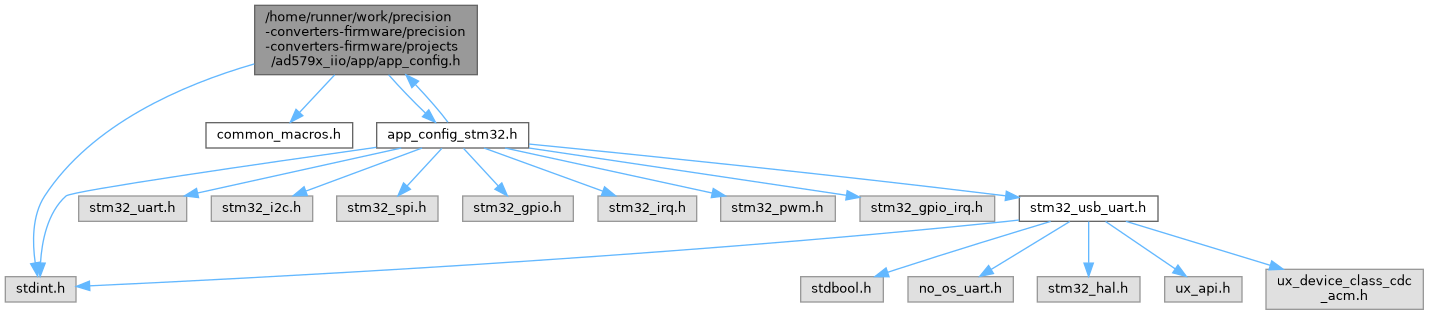 /home/runner/work/precision
-converters-firmware/precision
-converters-firmware/projects
/ad579x_iio/app/app_config.h
common_macros.h
app_config_stm32.h
stm32_uart.h
stm32_i2c.h
stm32_spi.h
stm32_gpio.h
stm32_irq.h
stm32_pwm.h
stm32_gpio_irq.h
stm32_usb_uart.h
stdint.h
stdbool.h
no_os_uart.h
stm32_hal.h
ux_api.h
ux_device_class_cdc
_acm.h